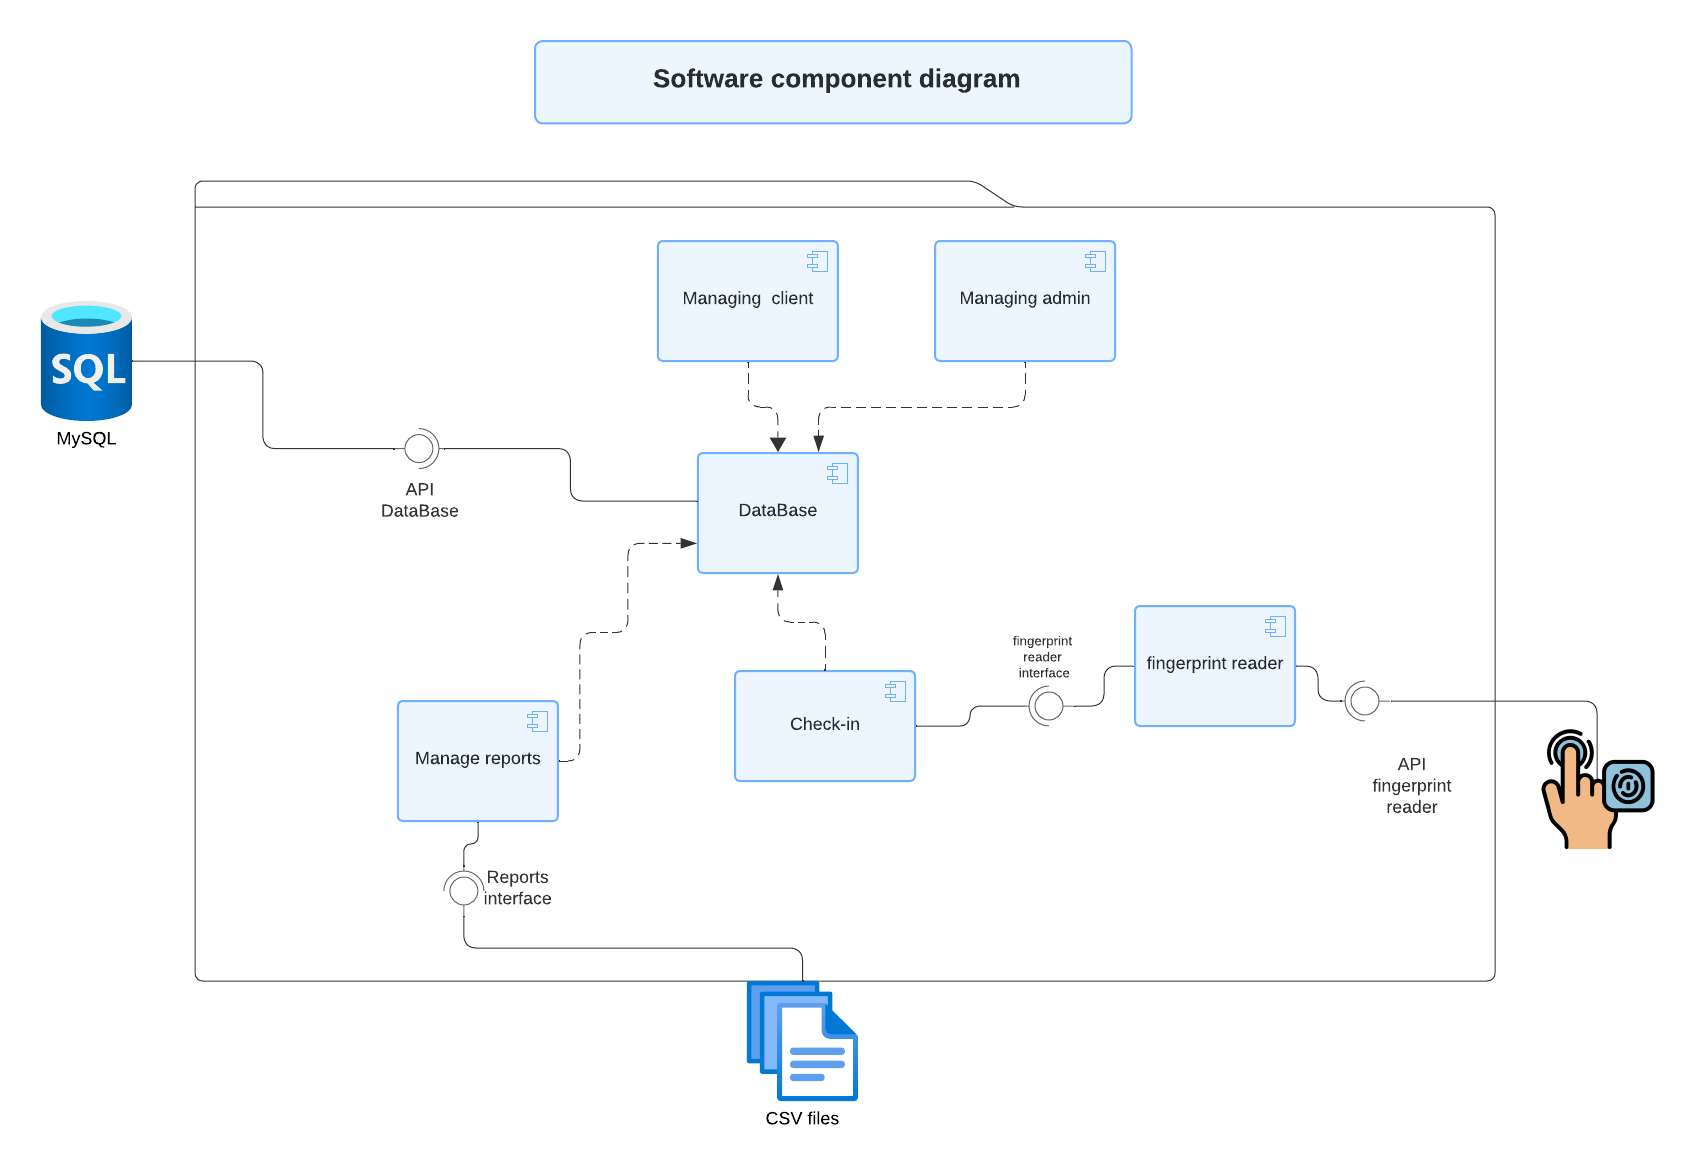 Software component diagram
Managing  client
Managing admin
SQL
MySQL
API
DataBase
DataBase
fingerprint
reader
interface
fingerprint reader
Check-in
Manage reports
API
fingerprint
reader
Reports
interface
CSV files